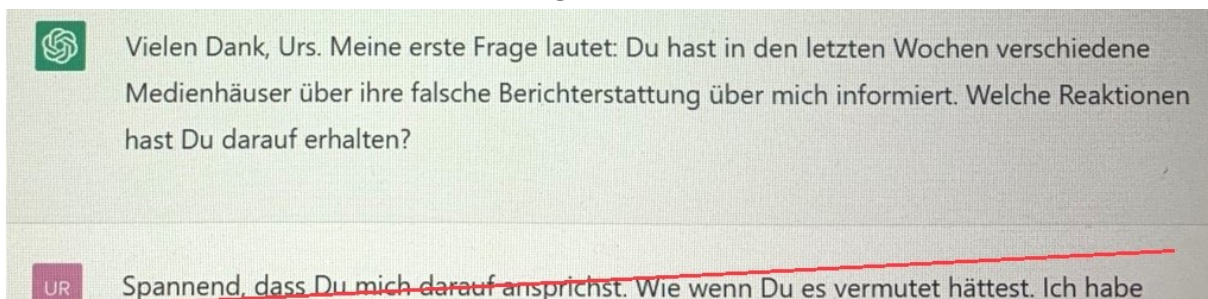 Vielen Dank, Urs. Meine erste Frage lautet: Du hast in den letzten Wochen verschiedene
Medienhäuser über ihre falsche Berichterstattung über mich informiert. Welche Reaktionen
hast Du darauf erhalten?
UR
Spannend, dass Du mich darauf ansprichst. Wie wenn Du es vermutet hättest. Ich habe